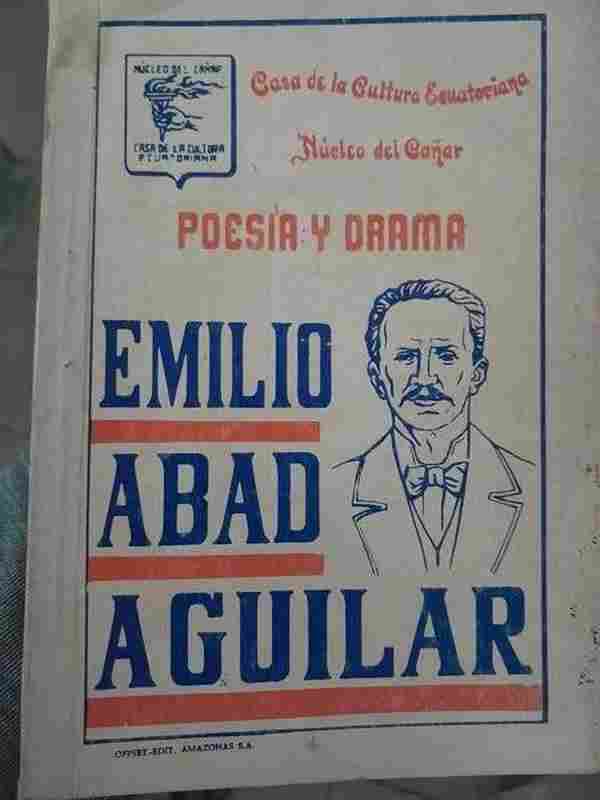 NÚCLEO DEL CAÑAR
CASA DE LA CULTURA
ECUATORIANA
Casa de la Cultura Ecuatoriana
Núcleo del Cañar
POESÍA Y DRAMA
EMILIO
ABAD
AGUILAR
OFFSET-EDIT. AMAZONAS S.A.